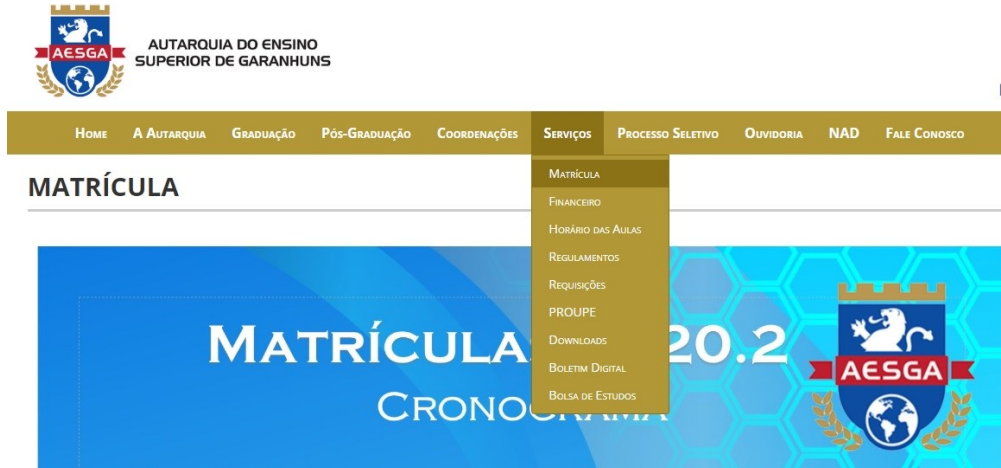 AESGA
AUTARQUIA DO ENSINO
SUPERIOR DE GARANHUNS
Home A Autarquia Graduação Pós-Graduação Coordenações Serviços Processo Seletivo Ouvidoria NAD Fale Conosco
MATRÍCULA
Matrícula
Financeiro
Horário das Aulas
Regulamentos
Requisições
PROUPE
Downloads
Boletim Digital
Bolsa de Estudos
Matrículas 20.2
AESGA